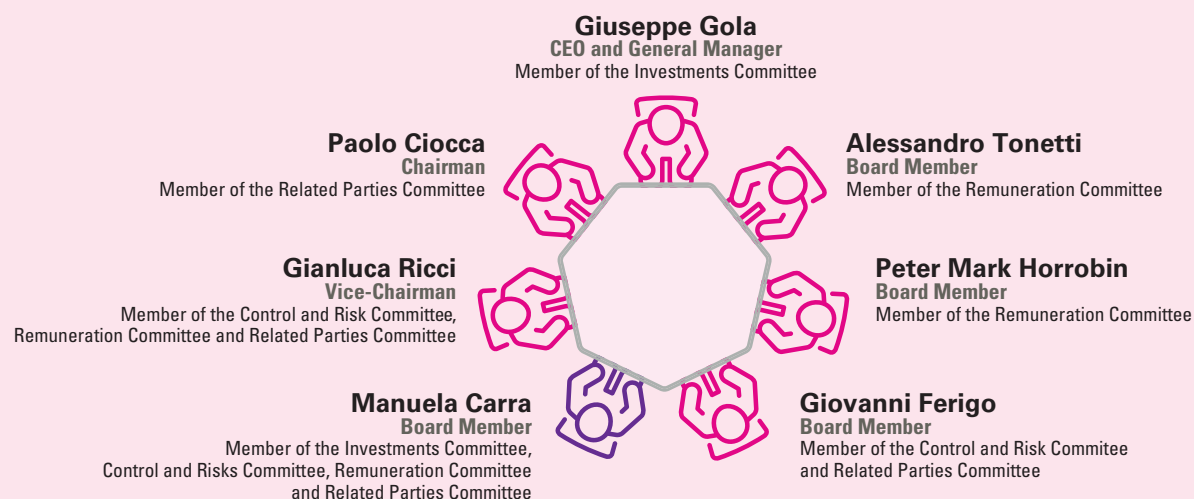 Giuseppe Gola
CEO and General Manager
Member of the Investments Committee
Paolo Ciocca
Chairman
Member of the Related Parties Committee
Alessandro Tonetti
Board Member
Member of the Remuneration Committee
Gianluca Ricci
Vice-Chairman
Member of the Control and Risk Committee,
Remuneration Committee and Related Parties Committee
Peter Mark Horrobin
Board Member
Member of the Remuneration Committee
Manuela Carra
Board Member
Member of the Investments Committee,
Control and Risks Committee, Remuneration Committee
and Related Parties Committee
Giovanni Ferigo
Board Member
Member of the Control and Risk Commitee
and Related Parties Committee